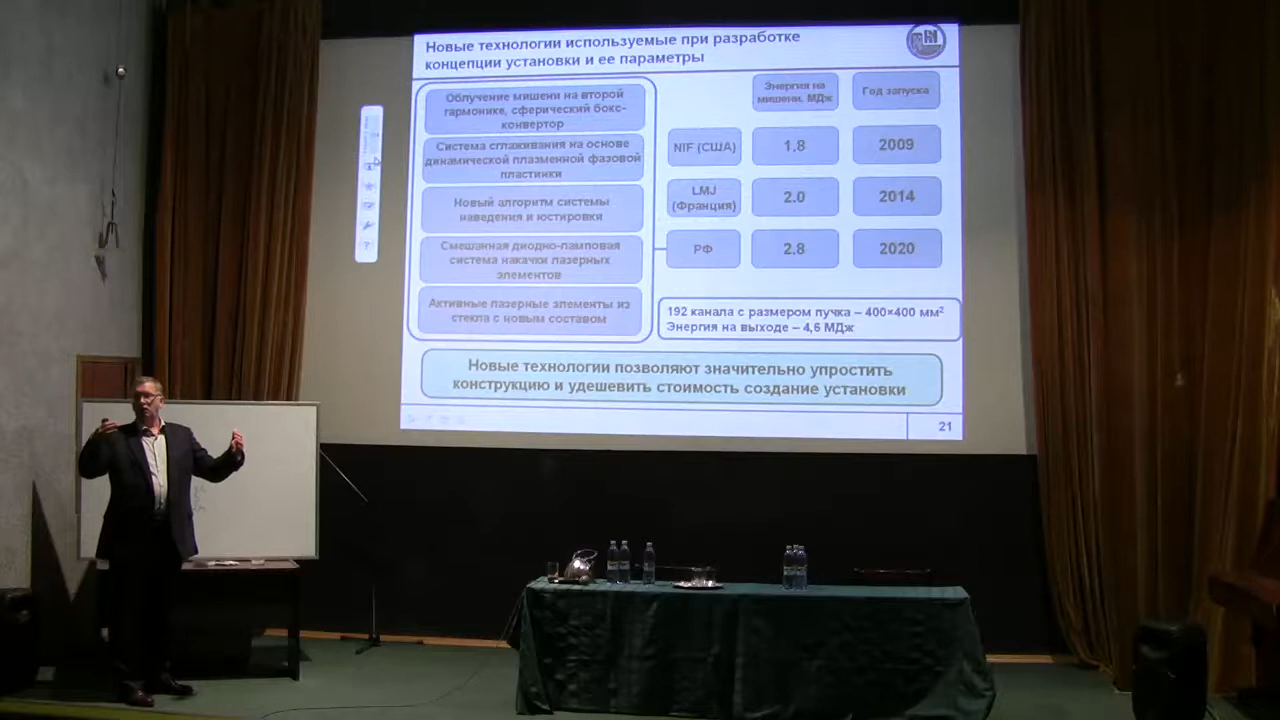 Новые технологии используемые при разработке
концепции установки и ее параметры
Облучение мишени на второй
гармонике, сферический бокс-
конвертор
Система сглаживания на основе
динамической плазменной фазовой
пластинки
Новый алгоритм системы
наведения и юстировки
Смешанная диодно-ламповая
система накачки лазерных
элементов
Активные лазерные элементы из
стекла с новым составом
Энергия на
мишени, МДж
Год запуска
NIF (США)
1.8
2009
LMJ
(Франция)
2.0
2014
РФ
2.8
2020
192 канала с размером пучка – 400×400 мм²
Энергия на выходе – 4,6 МДж
Новые технологии позволяют значительно упростить
конструкцию и удешевить стоимость создание установки
21